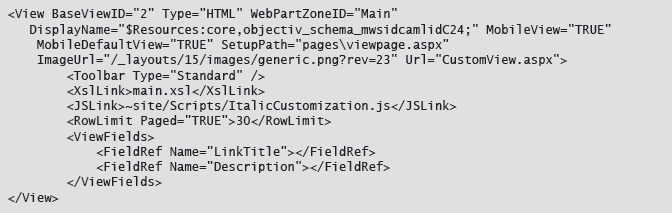 <View BaseViewID="2" Type="HTML" WebPartZoneID="Main"
DisplayName="$Resources:core,objectiv_schema_mwsidcamlidC24;" MobileView="TRUE"
MobileDefaultView="TRUE" SetupPath="pages\viewpage.aspx"
ImageUrl="/_layouts/15/images/generic.png?rev=23" Url="CustomView.aspx">
<Toolbar Type="Standard" />
<XslLink>main.xsl</XslLink>
<JSLink>~site/Scripts/ItalicCustomization.js</JSLink>
<RowLimit Paged="TRUE">30</RowLimit>
<ViewFields>
<FieldRef Name="LinkTitle"></FieldRef>
<FieldRef Name="Description"></FieldRef>
</ViewFields>
</View>